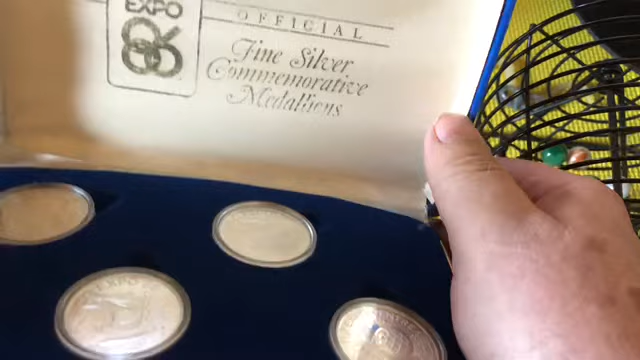 EXPO
86
OFFICIAL
Fine Silver
Commemorative
Medallions
EXPO